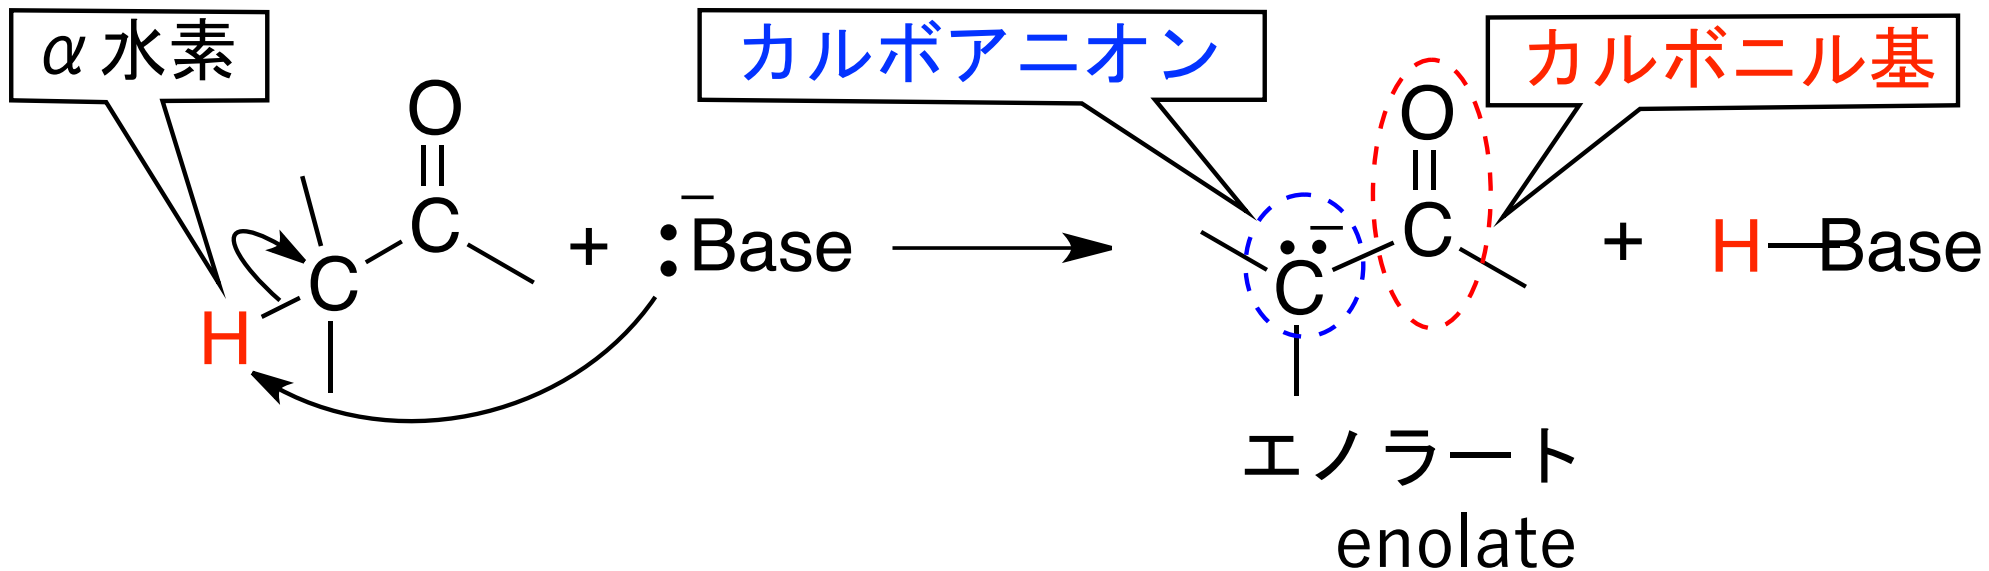 α水素
カルボアニオン
カルボニル基
O
C
C
H
+
:Base
−
O
C
−
C
+
H—Base
エノラート
enolate